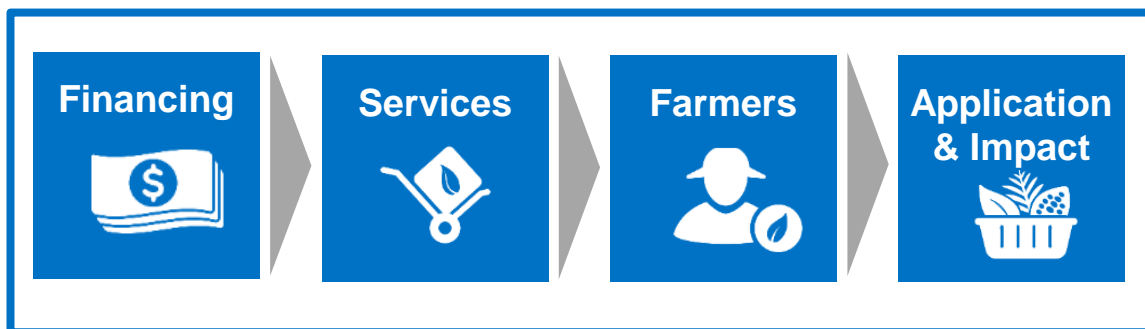 Financing
Services
Farmers
Application
& Impact
$